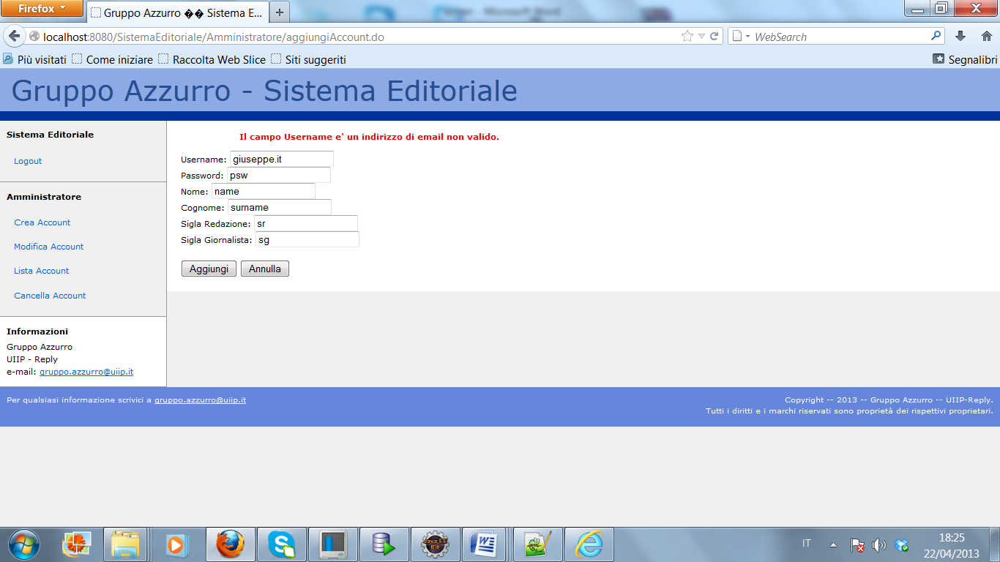 Firefox
Gruppo Azzurro �� Sistema E...
localhost:8080/SistemaEditoriale/Amministratore/aggiungiAccount.do
WebSearch
Più visitati Come iniziare Raccolta Web Slice Siti suggeriti Segnalibri
Gruppo Azzurro - Sistema Editoriale
Sistema Editoriale
Logout
Amministratore
Crea Account
Modifica Account
Lista Account
Cancella Account
Informazioni
Gruppo Azzurro
UIIP - Reply
e-mail: gruppo.azzurro@uiip.it
Il campo Username e' un indirizzo di email non valido.
Username: giuseppe.it
Password: psw
Nome: name
Cognome: surname
Sigla Redazione: sr
Sigla Giornalista: sg
Aggiungi Annulla
Per qualsiasi informazione scrivici a gruppo.azzurro@uiip.it
Copyright -- 2013 -- Gruppo Azzurro -- UIIP-Reply.
Tutti i diritti e i marchi riservati sono proprietà dei rispettivi proprietari.
Java EE
IDE
IT
18:25
22/04/2013